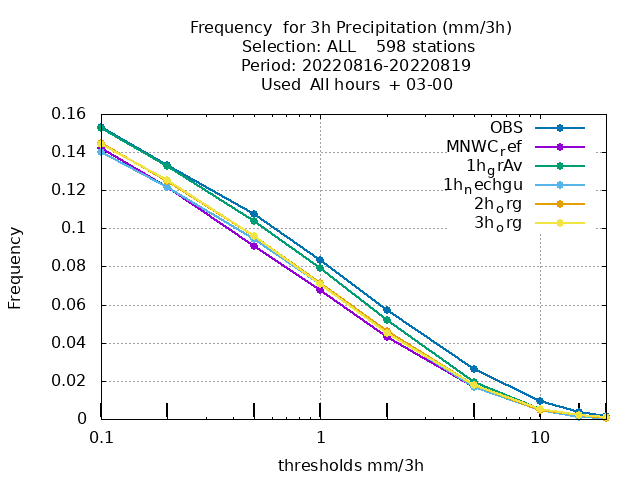 Frequency  for 3h Precipitation (mm/3h)
Selection: ALL    598 stations
Period: 20220816-20220819
Used  All hours  + 03-00
0.16
0.14
0.12
0.1
0.08
0.06
0.04
0.02
0
Frequency
OBS
MNWC_ref
1h_grAv
1h_nechgu
2h_org
3h_org
0.1
1
10
thresholds mm/3h